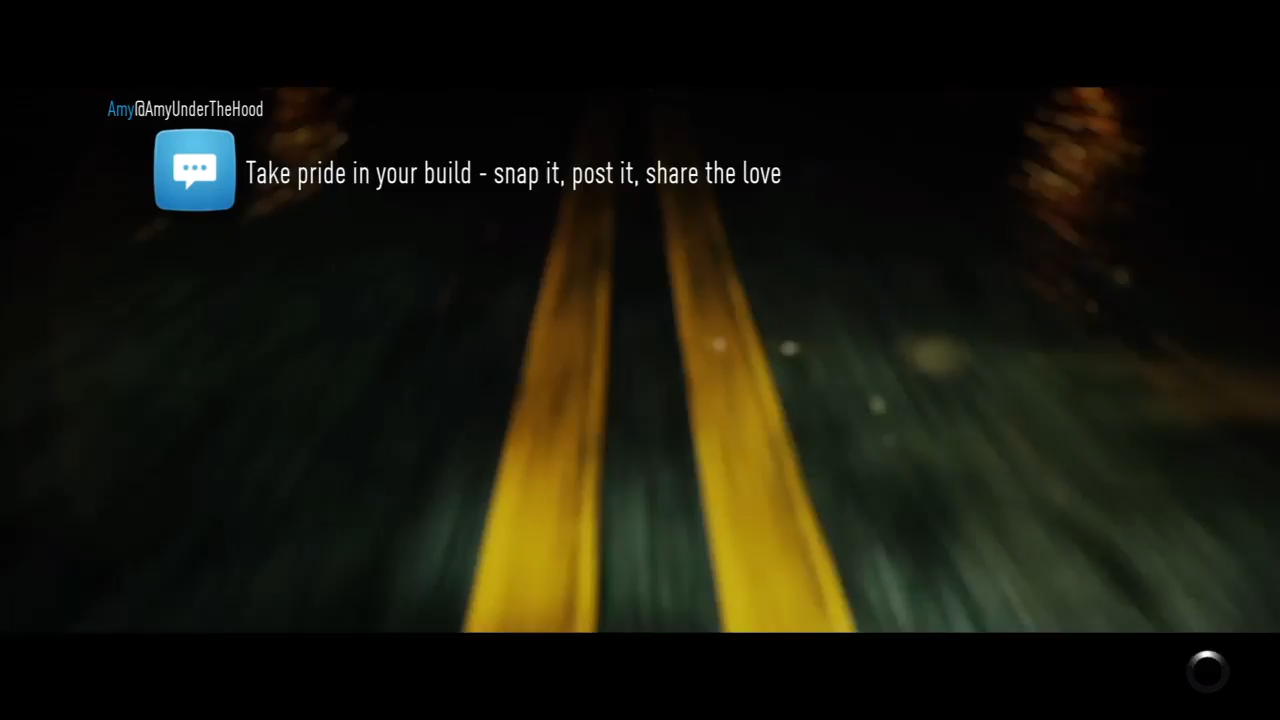 Amy@AmyUnderTheHood
Take pride in your build - snap it, post it, share the love